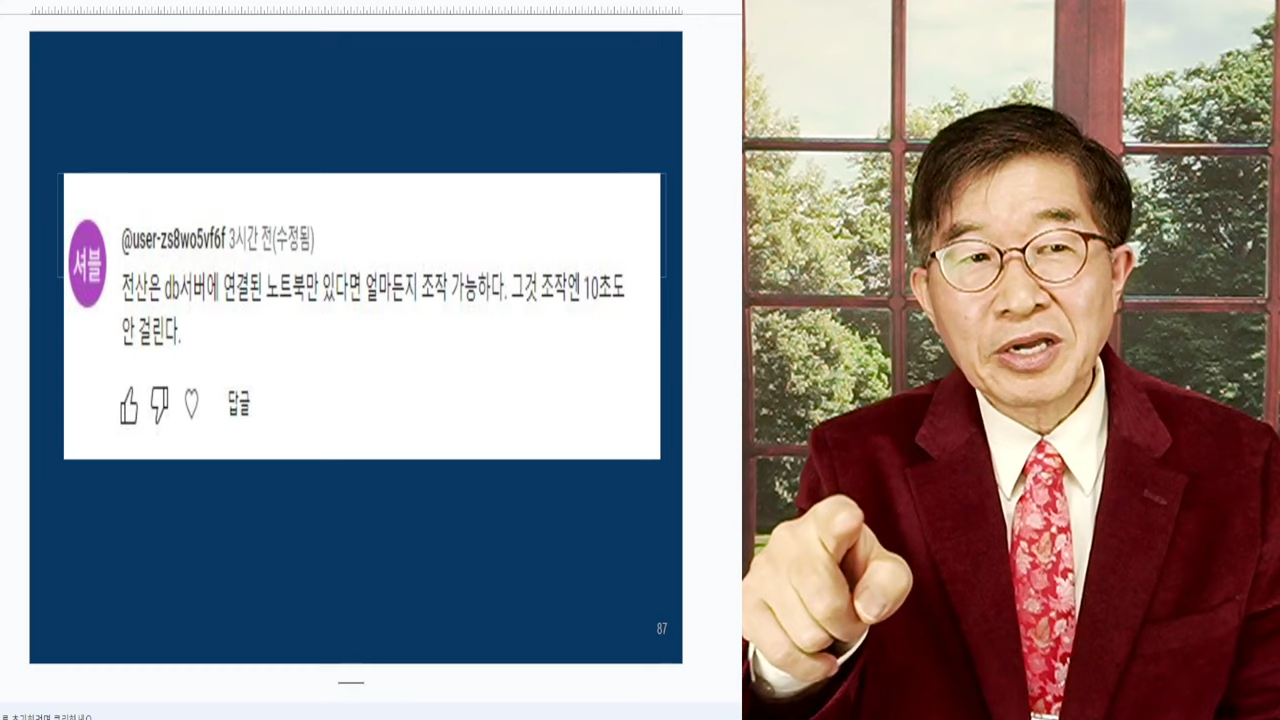 셔블
@user-zs8wo5vf6f 3시간 전(수정됨)
전산은 db서버에 연결된 노트북만 있다면 얼마든지 조작 가능하다. 그것 조작엔 10초도
안 걸린다.
답글
87